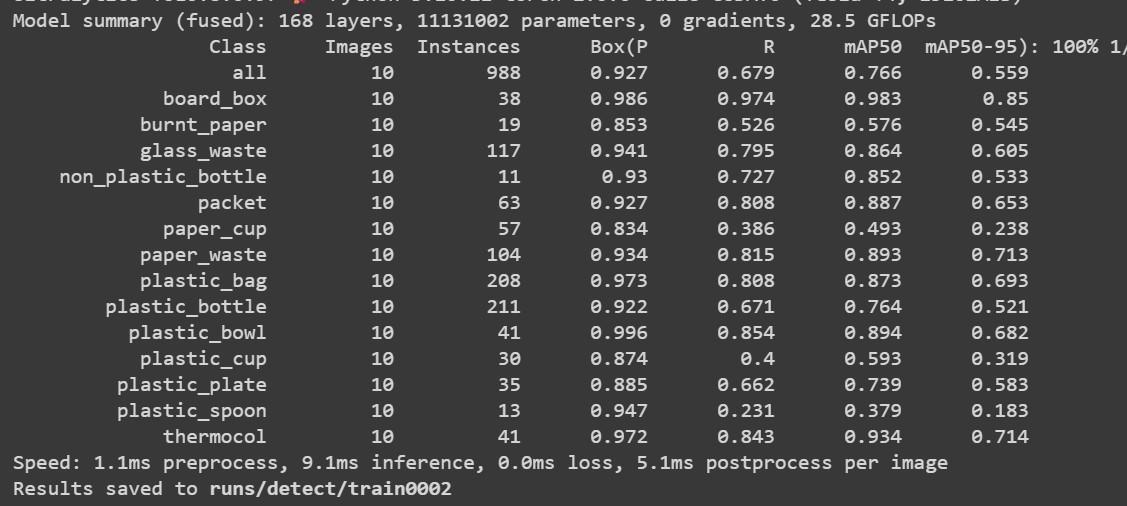 Model summary (fused): 168 layers, 11131002 parameters, 0 gradients, 28.5 GFLOPs
Class Images Instances Box(P R mAP50 mAP50-95): 100% 1/
all 10 988 0.927 0.679 0.766 0.559
board_box 10 38 0.986 0.974 0.983 0.85
burnt_paper 10 19 0.853 0.526 0.576 0.545
glass_waste 10 117 0.941 0.795 0.864 0.605
non_plastic_bottle 10 11 0.93 0.727 0.852 0.533
packet 10 63 0.927 0.808 0.887 0.653
paper_cup 10 57 0.834 0.386 0.493 0.238
paper_waste 10 104 0.934 0.815 0.893 0.713
plastic_bag 10 208 0.973 0.808 0.873 0.693
plastic_bottle 10 211 0.922 0.671 0.764 0.521
plastic_bowl 10 41 0.996 0.854 0.894 0.682
plastic_cup 10 30 0.874 0.4 0.593 0.319
plastic_plate 10 35 0.885 0.662 0.739 0.583
plastic_spoon 10 13 0.947 0.231 0.379 0.183
thermocol 10 41 0.972 0.843 0.934 0.714
Speed: 1.1ms preprocess, 9.1ms inference, 0.0ms loss, 5.1ms postprocess per image
Results saved to runs/detect/train0002